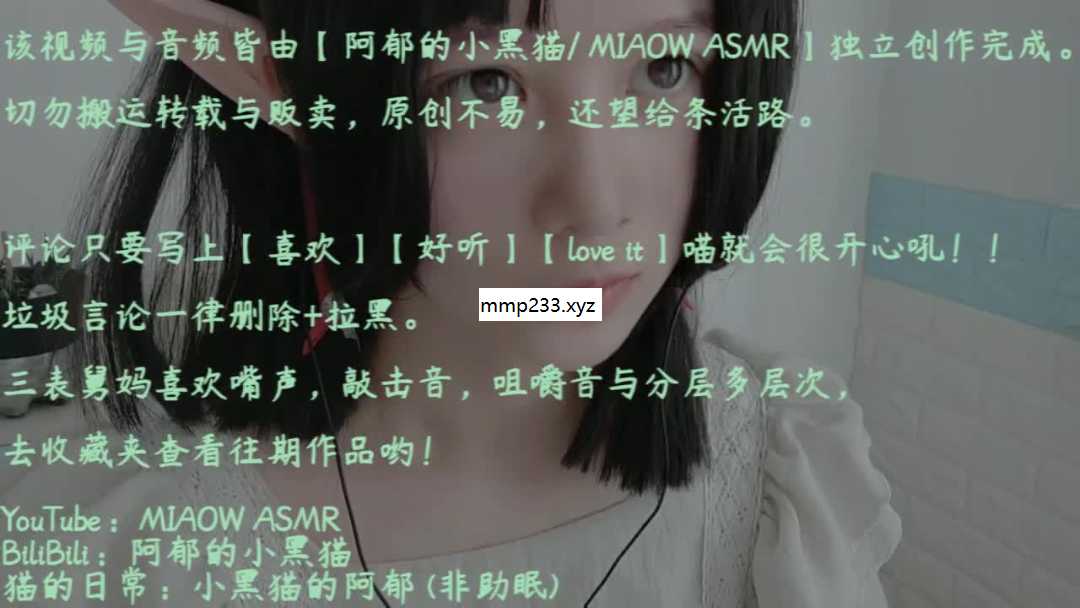 该视频与音频皆由【阿郁的小黑猫/ MIAOW ASMR】独立创作完成。
切勿搬运转载与贩卖，原创不易，还望给条活路。
评论只要写上【喜欢】【好听】【love it】喵就会很开心吼！！
mmp233.xyz
垃圾言论一律删除+拉黑。
三表舅妈喜欢嘴声，敲击音，咀嚼音与分层多层次，
去收藏夹查看往期作品哟！
YouTube：MIAOW ASMR
BiliBili：阿郁的小黑猫
猫的日常：小黑猫的阿郁 (非助眠)